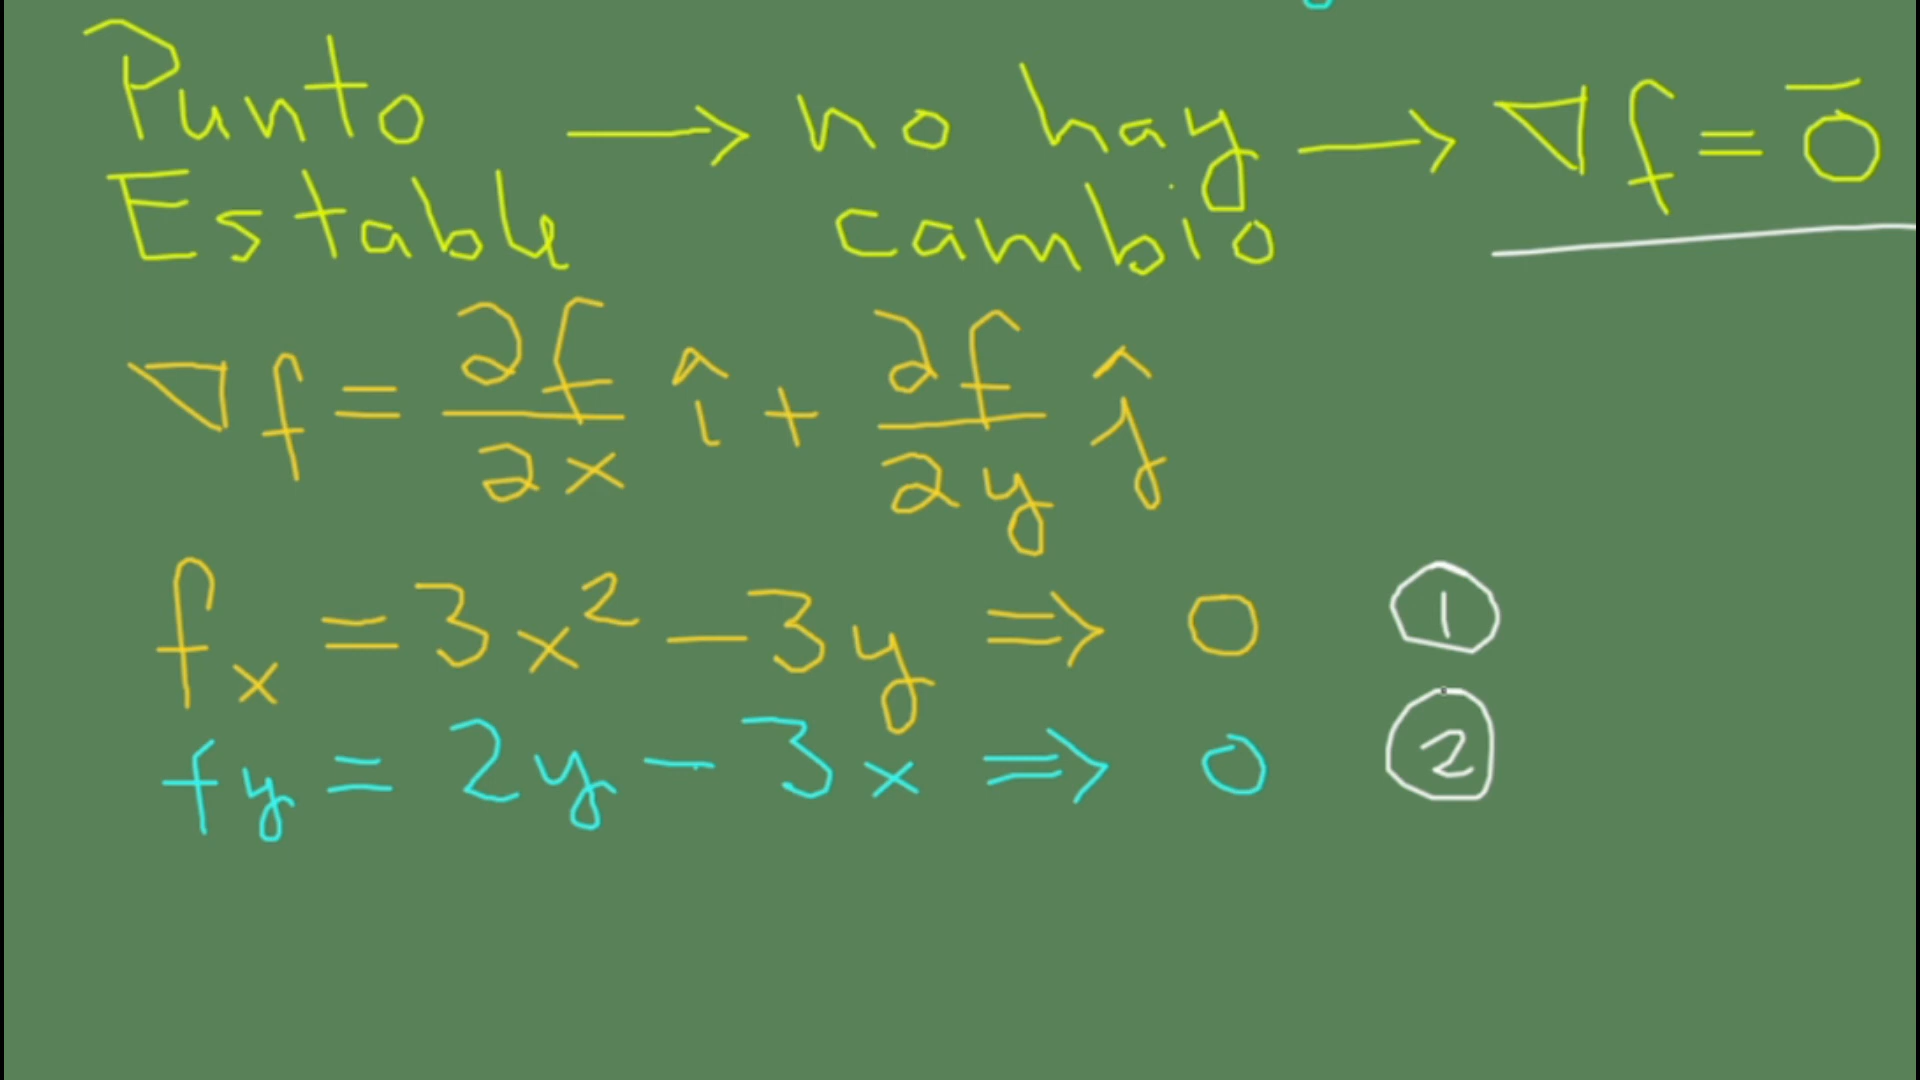 Punto Estable → no hay cambio → ∇f = 0̄
∇f = ∂f/∂x î + ∂f/∂y ĵ
fx = 3x² − 3y ⇒ 0 ①
fy = 2y − 3x ⇒ 0 ②